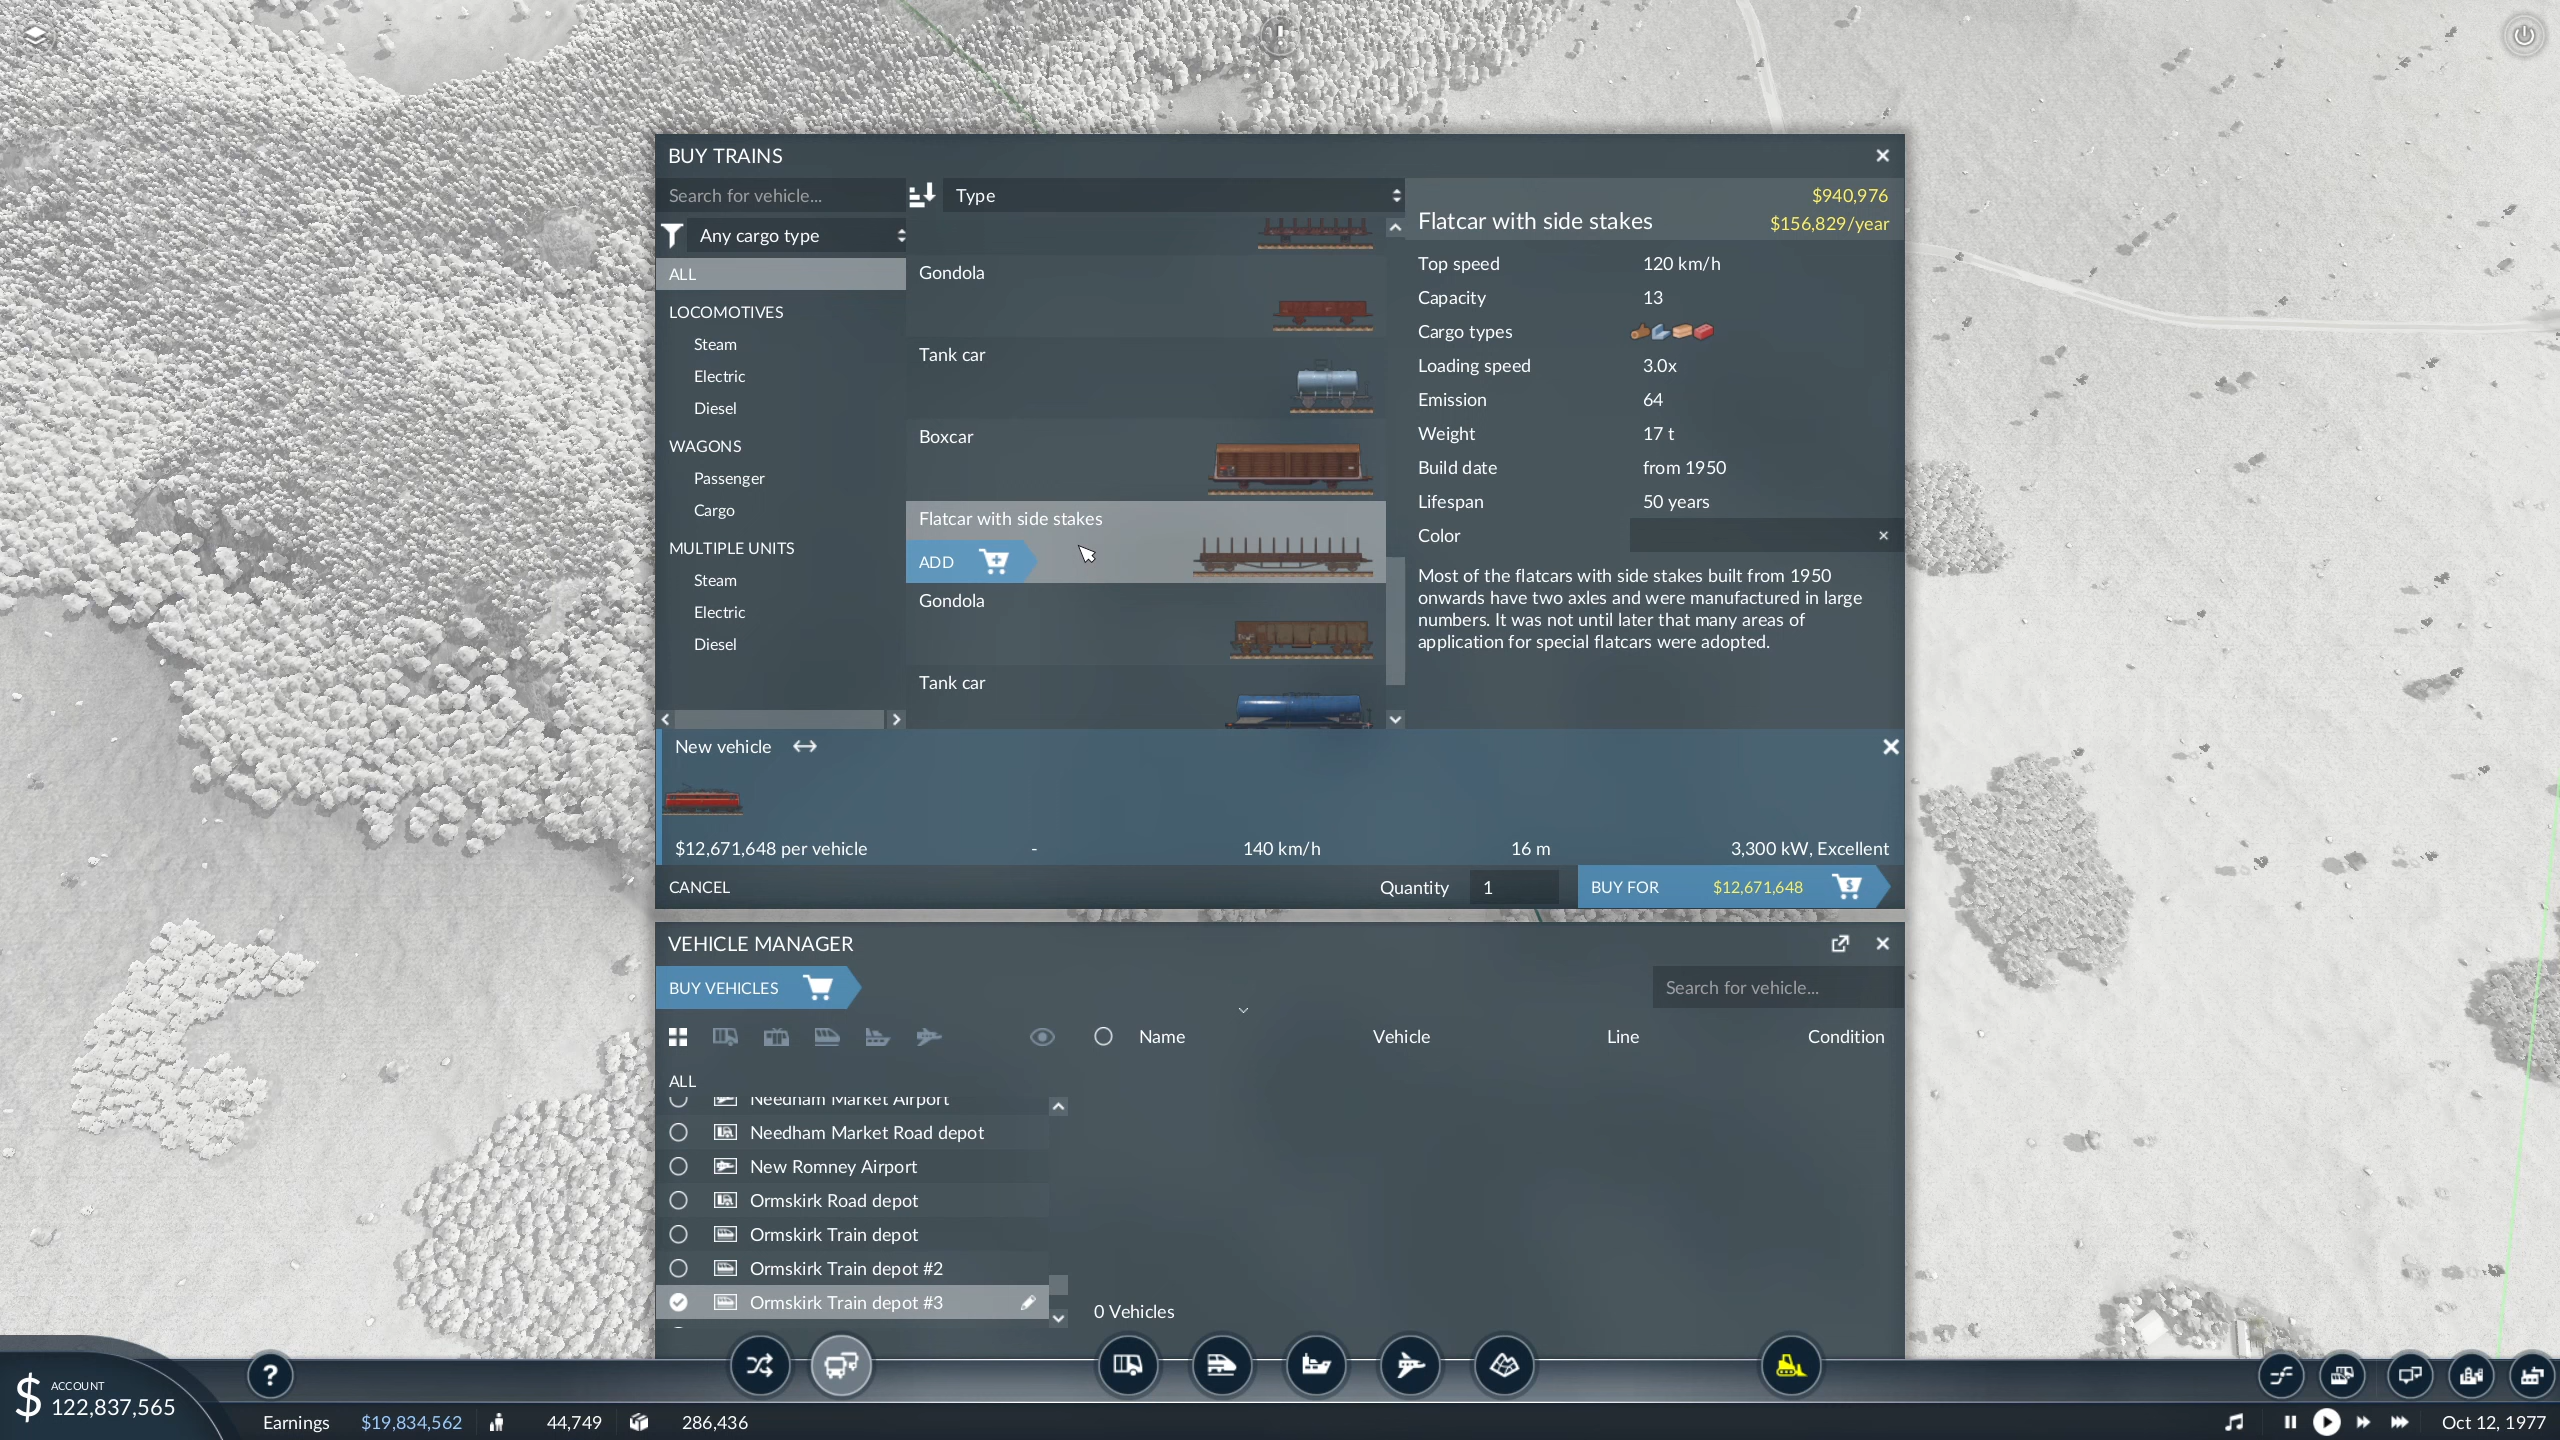 BUY TRAINS
Search for vehicle...
Type
Any cargo type
ALL
LOCOMOTIVES
Steam
Electric
Diesel
WAGONS
Passenger
Cargo
MULTIPLE UNITS
Steam
Electric
Diesel
Gondola
Tank car
Boxcar
Flatcar with side stakes
ADD
Gondola
Tank car
$940,976
Flatcar with side stakes
$156,829/year
Top speed 120 km/h
Capacity 13
Cargo types
Loading speed 3.0x
Emission 64
Weight 17 t
Build date from 1950
Lifespan 50 years
Color
Most of the flatcars with side stakes built from 1950
onwards have two axles and were manufactured in large
numbers. It was not until later that many areas of
application for special flatcars were adopted.
New vehicle
$12,671,648 per vehicle - 140 km/h 16 m 3,300 kW, Excellent
CANCEL Quantity 1 BUY FOR $12,671,648
VEHICLE MANAGER
BUY VEHICLES
Search for vehicle...
Name Vehicle Line Condition
ALL
Needham Market Airport
Needham Market Road depot
New Romney Airport
Ormskirk Road depot
Ormskirk Train depot
Ormskirk Train depot #2
Ormskirk Train depot #3
0 Vehicles
?
$ ACCOUNT
122,837,565
Earnings $19,834,562 44,749 286,436
Oct 12, 1977